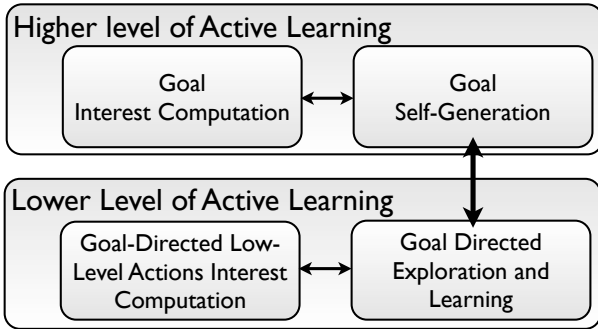 Higher level of Active Learning
Goal
Interest Computation
Goal
Self-Generation
Lower Level of Active Learning
Goal-Directed Low-
Level Actions Interest
Computation
Goal Directed
Exploration and
Learning